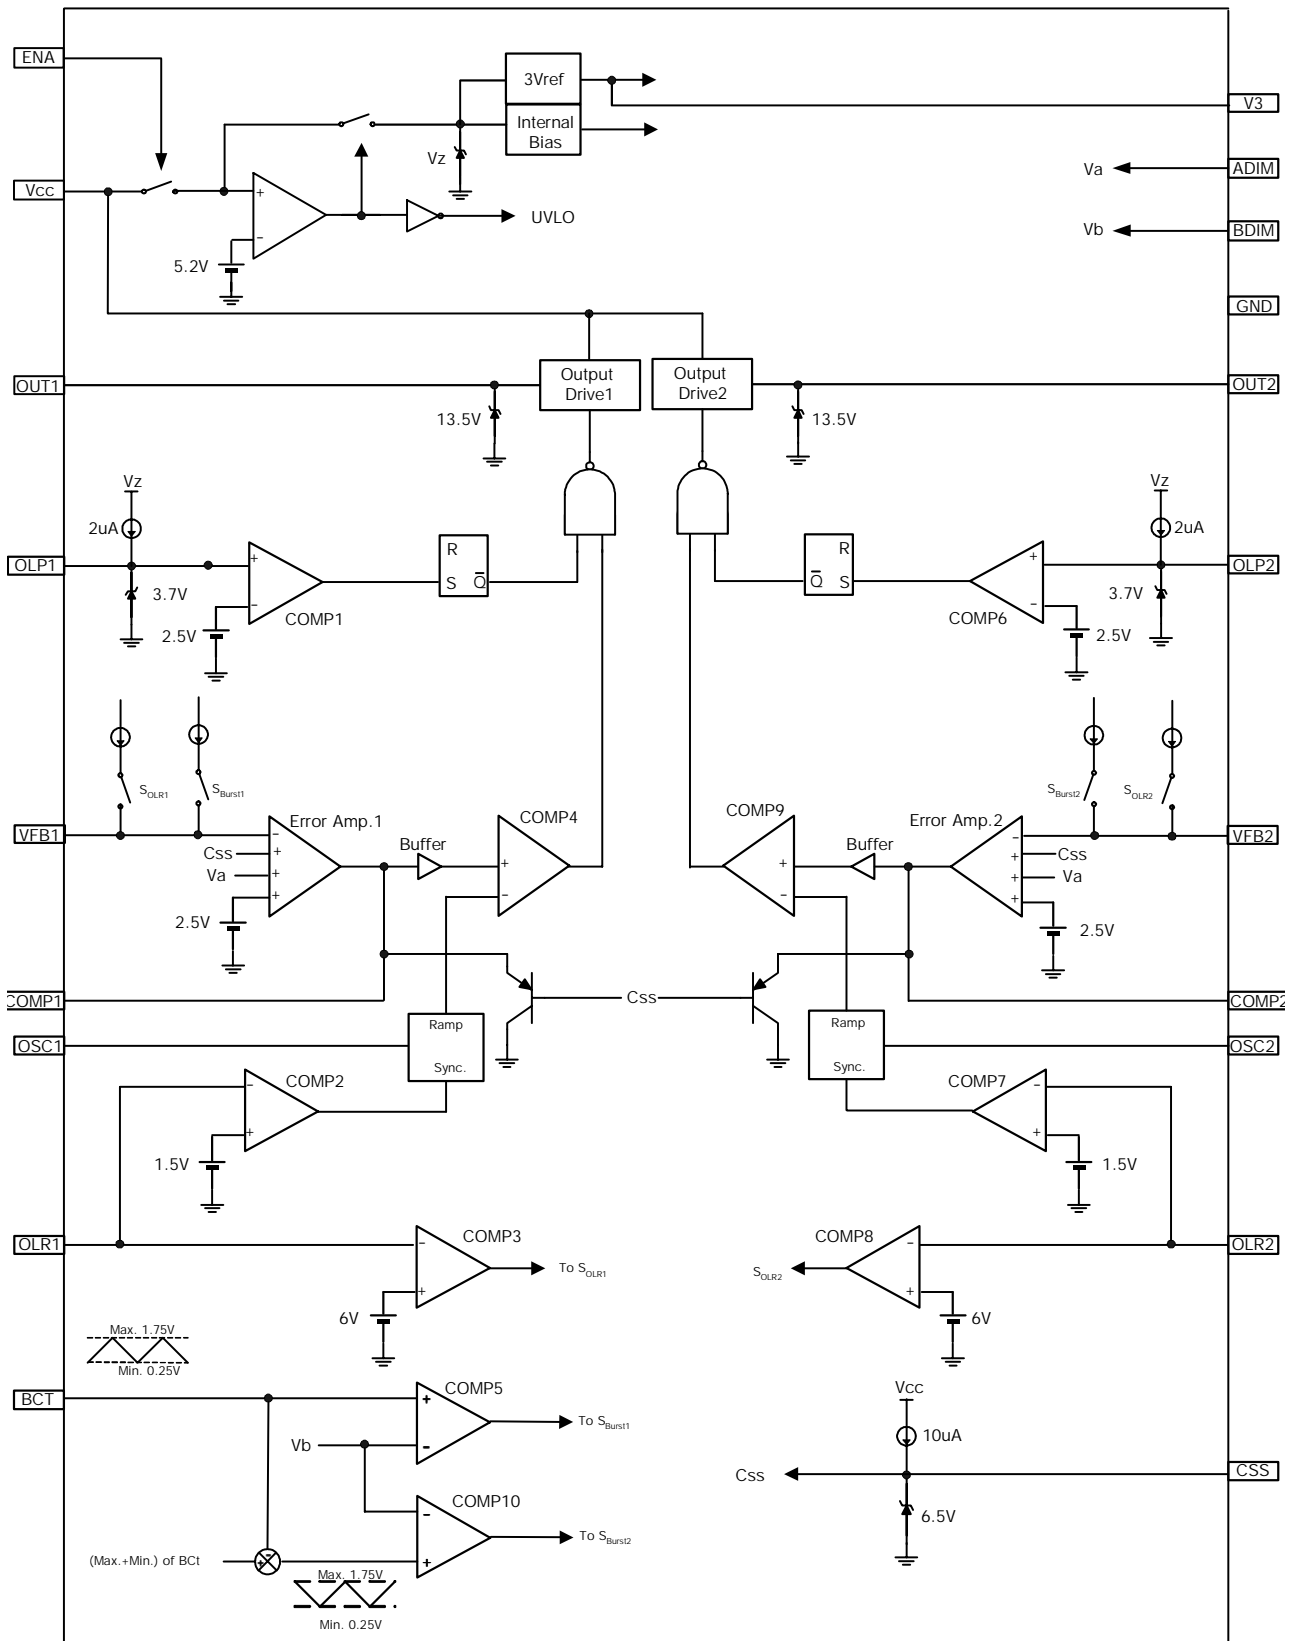 ENA
3Vref
V3
Internal
Bias
Vz
Va
ADIM
Vcc
+
UVLO
Vb
BDIM
−
5.2V
GND
OUT1
Output
Drive1
Output
Drive2
OUT2
13.5V
13.5V
Vz
Vz
2uA
2uA
OLP1
+
R
S
Q̅
R
Q̅
S
+
OLP2
3.7V
3.7V
−
COMP1
COMP6
−
2.5V
2.5V
SOLR1
SBurst1
SBurst2
SOLR2
Error Amp.1
COMP4
COMP9
Error Amp.2
VFB1
−
Buffer
Buffer
−
VFB2
Css
+
+
Css
Va
+
+
+
+
Va
+
−
−
+
2.5V
2.5V
COMP1
Css
COMP2
Ramp
Ramp
OSC1
OSC2
Sync.
Sync.
COMP2
COMP7
−
−
+
+
1.5V
1.5V
OLR1
−
COMP3
COMP8
−
OLR2
To SOLR1
SOLR2
+
+
6V
6V
Max. 1.75V
Min. 0.25V
BCT
COMP5
Vcc
+
To SBurst1
10uA
Vb
−
Css
CSS
COMP10
−
6.5V
To SBurst2
(Max.+Min.) of BCt
+
−
+
Max. 1.75V
Min. 0.25V